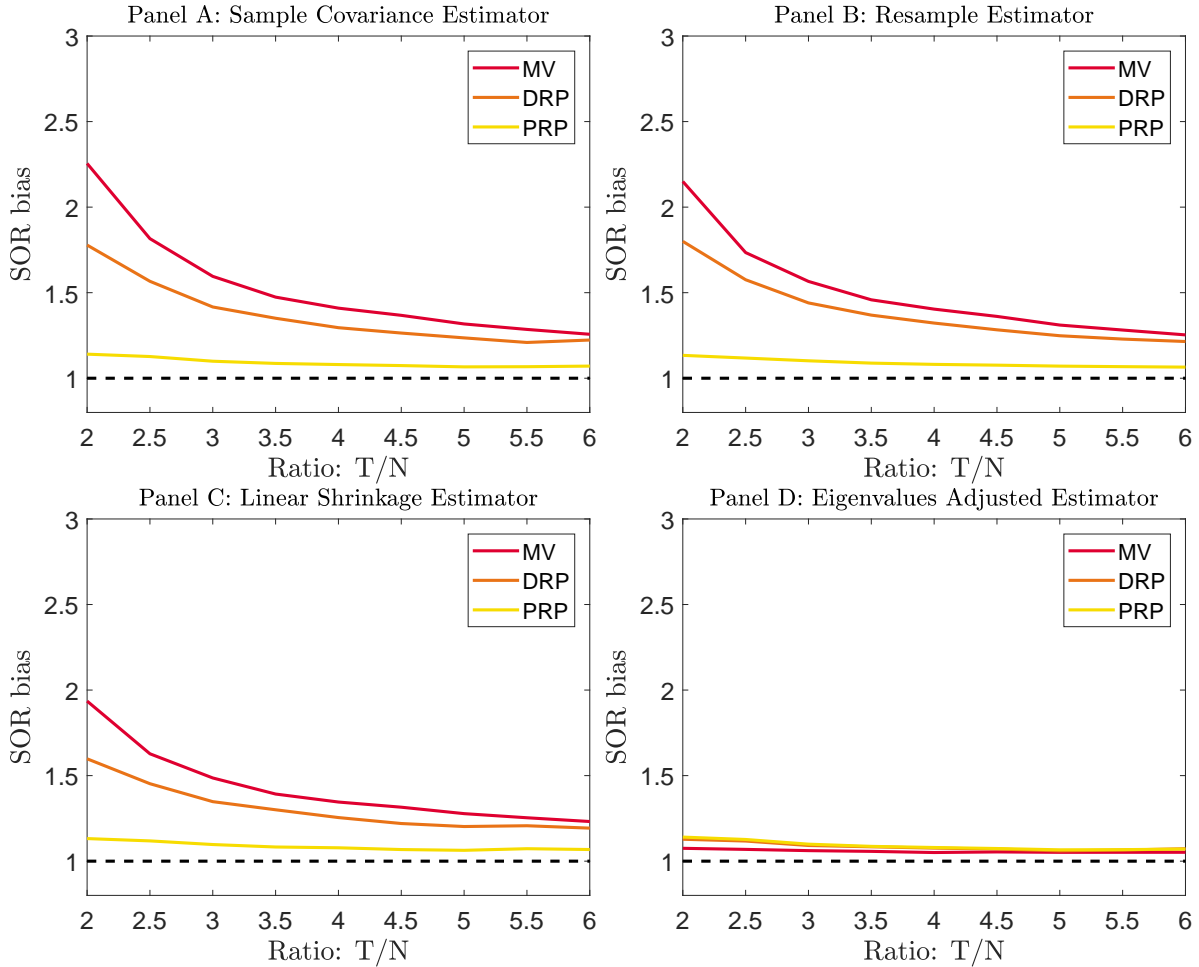 Panel A: Sample Covariance Estimator
3
2.5
2
1.5
1
SOR bias
MV
DRP
PRP
2 2.5 3 3.5 4 4.5 5 5.5 6
Ratio: T/N
Panel B: Resample Estimator
3
2.5
2
1.5
1
SOR bias
MV
DRP
PRP
2 2.5 3 3.5 4 4.5 5 5.5 6
Ratio: T/N
Panel C: Linear Shrinkage Estimator
3
2.5
2
1.5
1
SOR bias
MV
DRP
PRP
2 2.5 3 3.5 4 4.5 5 5.5 6
Ratio: T/N
Panel D: Eigenvalues Adjusted Estimator
3
2.5
2
1.5
1
SOR bias
MV
DRP
PRP
2 2.5 3 3.5 4 4.5 5 5.5 6
Ratio: T/N